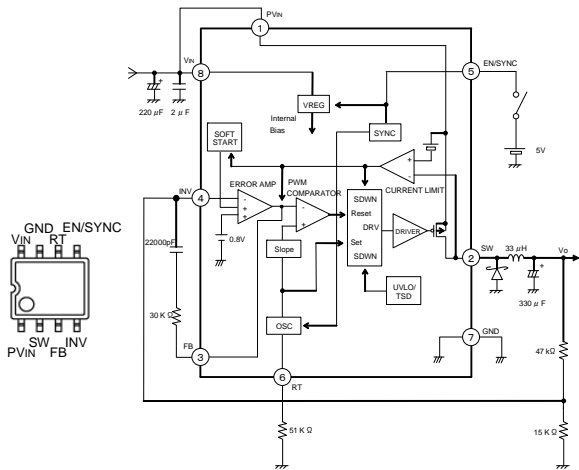 PVIN
1
VIN
8
220 μF
2 μF
5
EN/SYNC
VREG
Internal
Bias
SYNC
SOFT
START
5V
INV
4
ERROR AMP
PWM
COMPARATOR
CURRENT LIMIT
0.8V
Slope
SDWN
Reset
DRV
Set
SDWN
DRIVER
SW
2
33 μH
Vo
330 μF
UVLO/
TSD
22000pF
30 KΩ
OSC
FB
3
7
GND
6
RT
51 KΩ
47 kΩ
15 KΩ
GND EN/SYNC
VIN RT
SW INV
PVIN FB